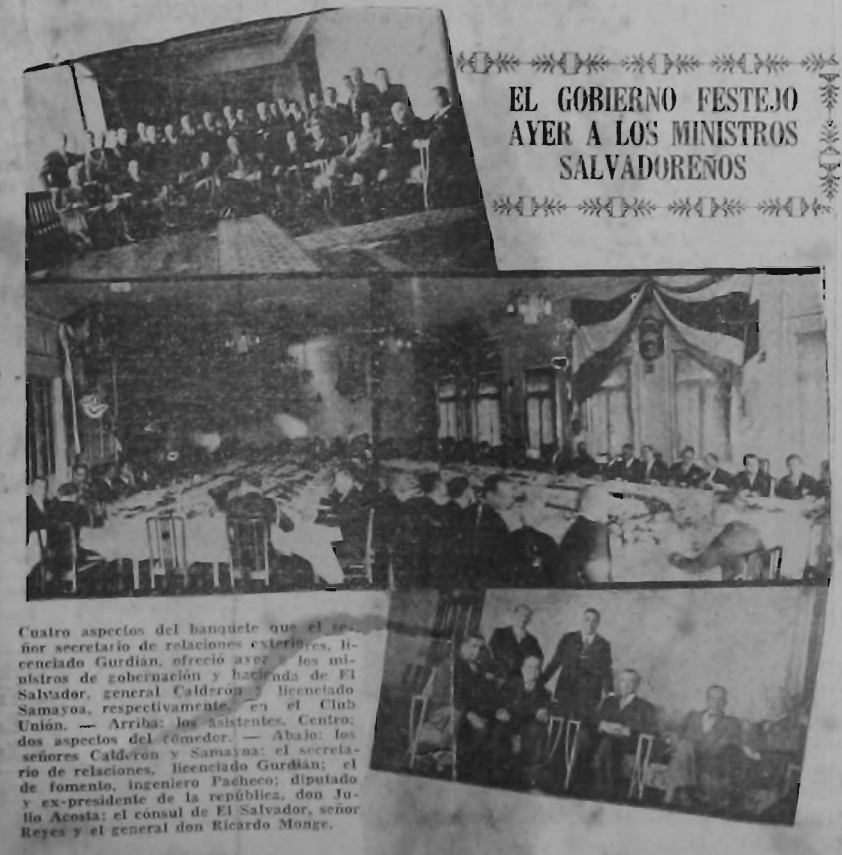 EL GOBIERNO FESTEJO
AYER A LOS MINISTROS
SALVADOREÑOS
Cuatro aspectos del banquete que el se-
ñor secretario de relaciones exteriores, li-
cenciado Gurdián, ofreció ayer a los mi-
nistros de gobernación y hacienda de El
Salvador, general Calderón y licenciado
Samayoa, respectivamente, en el Club
Unión. — Arriba: los asistentes. Centro:
dos aspectos del comedor. — Abajo: los
señores Calderón y Samayoa; el secreta-
rio de relaciones, licenciado Gurdián; el
de fomento, ingeniero Pacheco; diputado
y ex-presidente de la república, don Ju-
lio Acosta; el cónsul de El Salvador, señor
Reyes y el general don Ricardo Monge.